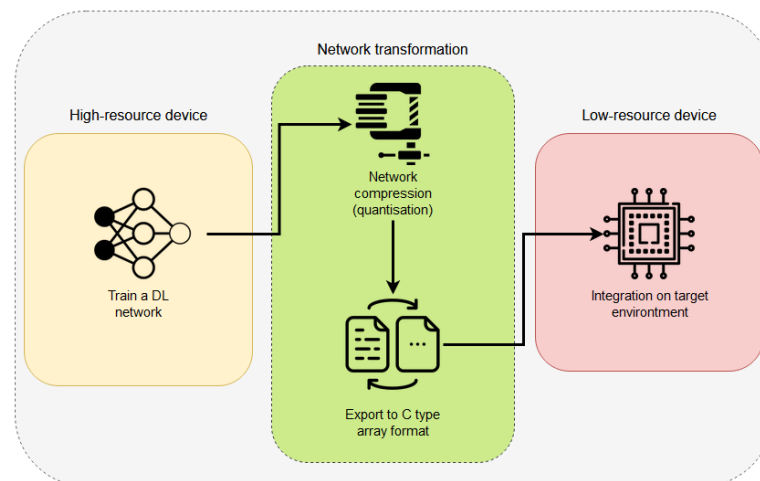 Network transformation
High-resource device
Low-resource device
Network
compression
(quantisation)
Train a DL
network
Integration on target
environtment
Export to C type
array format